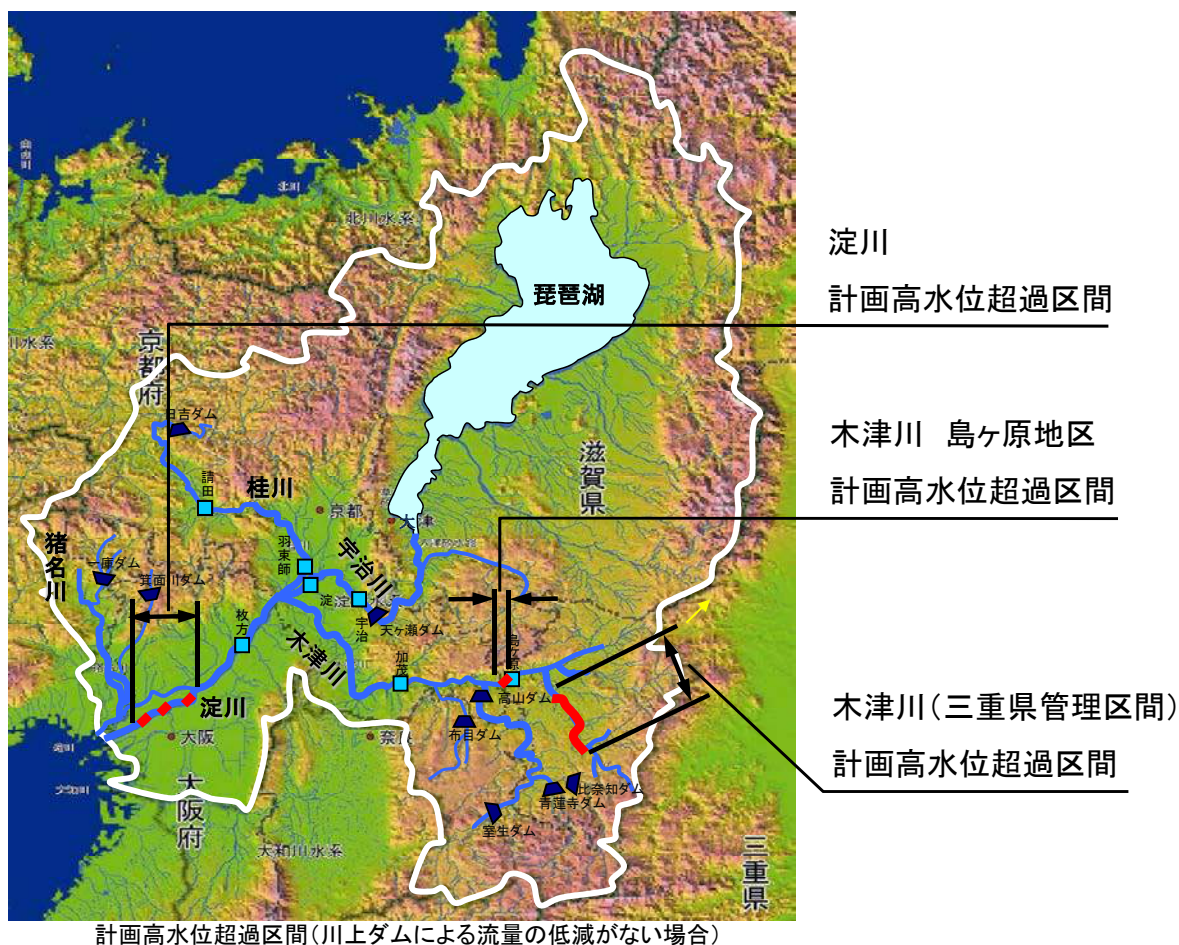 淀川
計画高水位超過区間
木津川 島ヶ原地区
計画高水位超過区間
木津川(三重県管理区間)
計画高水位超過区間
北川
北川水系
琵琶湖
京都府
川水系
日吉ダム
滋賀県
請田
桂川
京都
大津
羽束師
宇治川
猪名川
一庫ダム
箕面川ダム
淀
宇治
天ヶ瀬ダム
枚方
木津川
加茂
島ヶ原
高山ダム
布目ダム
淀川
大阪
大阪府
比奈知ダム
青蓮寺ダム
室生ダム
大和川水系
三重県
計画高水位超過区間(川上ダムによる流量の低減がない場合)